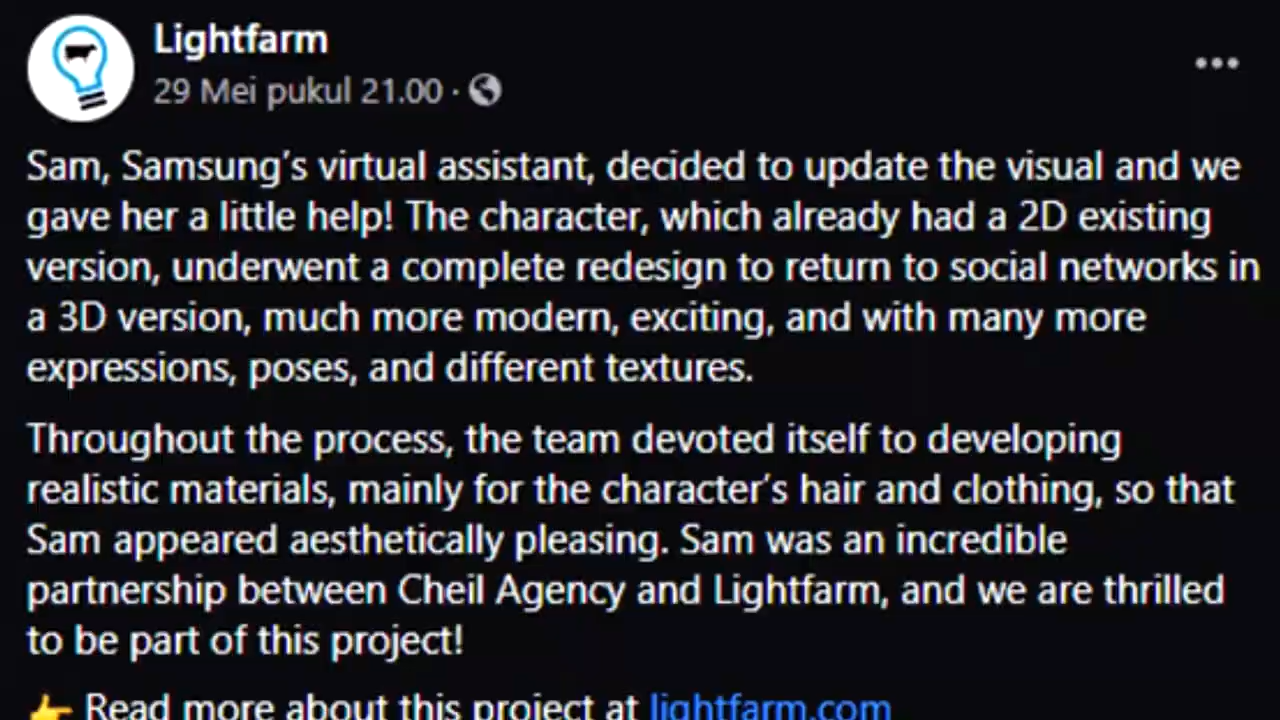 Lightfarm
29 Mei pukul 21.00 ·
Sam, Samsung’s virtual assistant, decided to update the visual and we
gave her a little help! The character, which already had a 2D existing
version, underwent a complete redesign to return to social networks in
a 3D version, much more modern, exciting, and with many more
expressions, poses, and different textures.
Throughout the process, the team devoted itself to developing
realistic materials, mainly for the character’s hair and clothing, so that
Sam appeared aesthetically pleasing. Sam was an incredible
partnership between Cheil Agency and Lightfarm, and we are thrilled
to be part of this project!
👉 Read more about this project at lightfarm.com